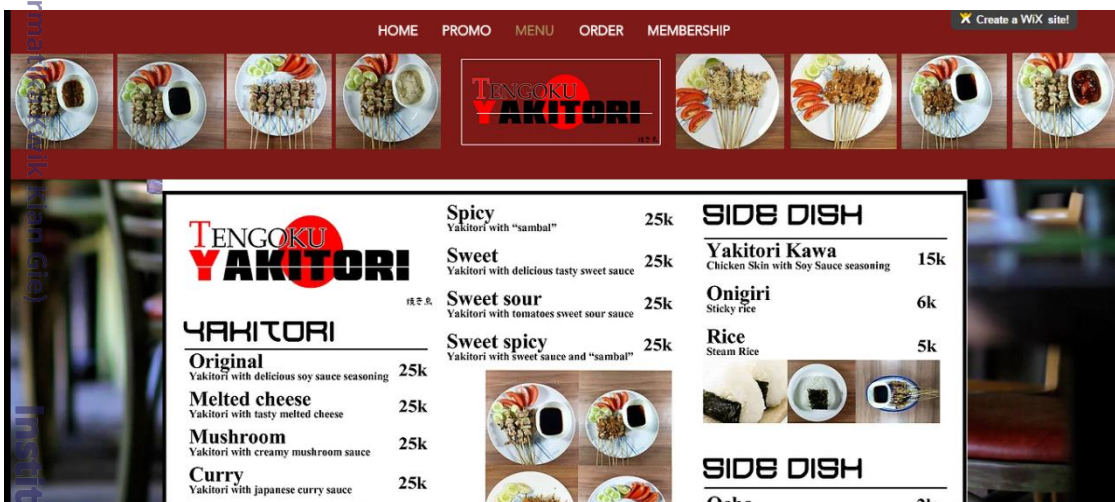 HOME PROMO MENU ORDER MEMBERSHIP
Create a WiX site!
TENGOKU
YAKITORI
TENGOKU
YAKITORI
YAKITORI
Original 25k
Yakitori with delicious soy sauce seasoning
Melted cheese 25k
Yakitori with tasty melted cheese
Mushroom 25k
Yakitori with creamy mushroom sauce
Curry 25k
Yakitori with japanese curry sauce
Spicy 25k
Yakitori with “sambal”
Sweet 25k
Yakitori with delicious tasty sweet sauce
Sweet sour 25k
Yakitori with tomatoes sweet sour sauce
Sweet spicy 25k
Yakitori with sweet sauce and “sambal”
SIDE DISH
Yakitori Kawa 15k
Chicken Skin with Soy Sauce seasoning
Onigiri 6k
Sticky rice
Rice 5k
Steam Rice
SIDE DISH
Kian Gie)
Instit